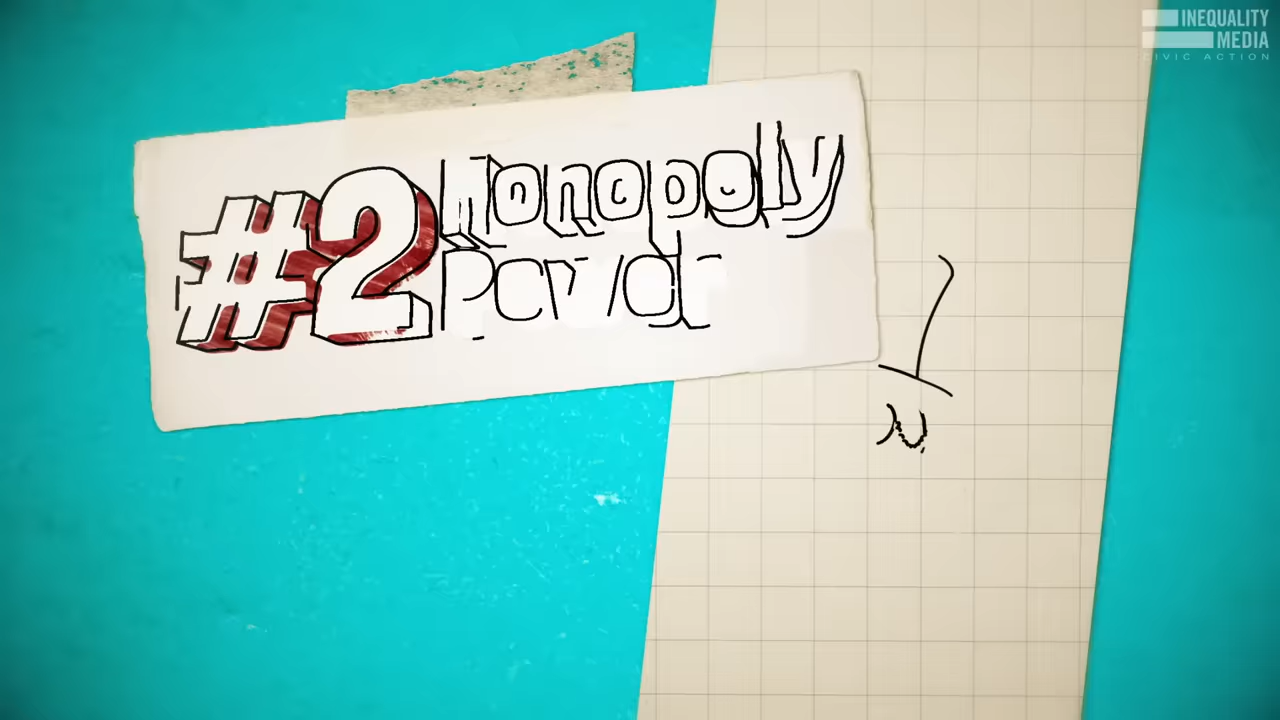 #2 Monopoly
Power
INEQUALITY
MEDIA
CIVIC ACTION